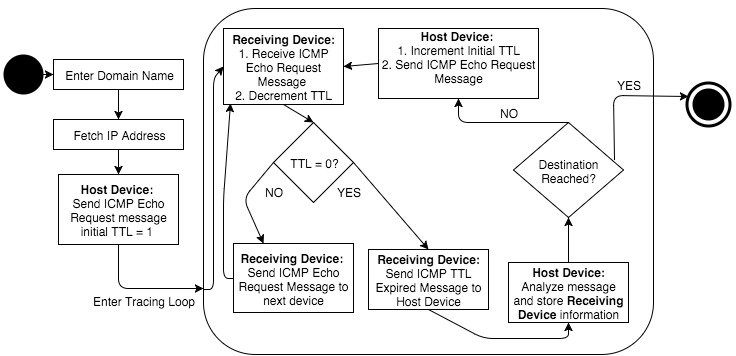 Enter Domain Name
Fetch IP Address
Host Device:
Send ICMP Echo
Request message
initial TTL = 1
Enter Tracing Loop
Receiving Device:
1. Receive ICMP
Echo Request
Message
2. Decrement TTL
TTL = 0?
NO
YES
Receiving Device:
Send ICMP Echo
Request Message to
next device
Receiving Device:
Send ICMP TTL
Expired Message to
Host Device
Host Device:
Analyze message
and store Receiving
Device information
Destination
Reached?
NO
YES
Host Device:
1. Increment Initial TTL
2. Send ICMP Echo Request
Message